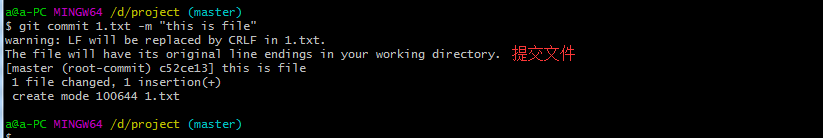 a@a-PC MINGW64 /d/project (master)
$ git commit 1.txt -m "this is file"
warning: LF will be replaced by CRLF in 1.txt.
The file will have its original line endings in your working directory. 提交文件
[master (root-commit) c52ce13] this is file
 1 file changed, 1 insertion(+)
 create mode 100644 1.txt
a@a-PC MINGW64 /d/project (master)